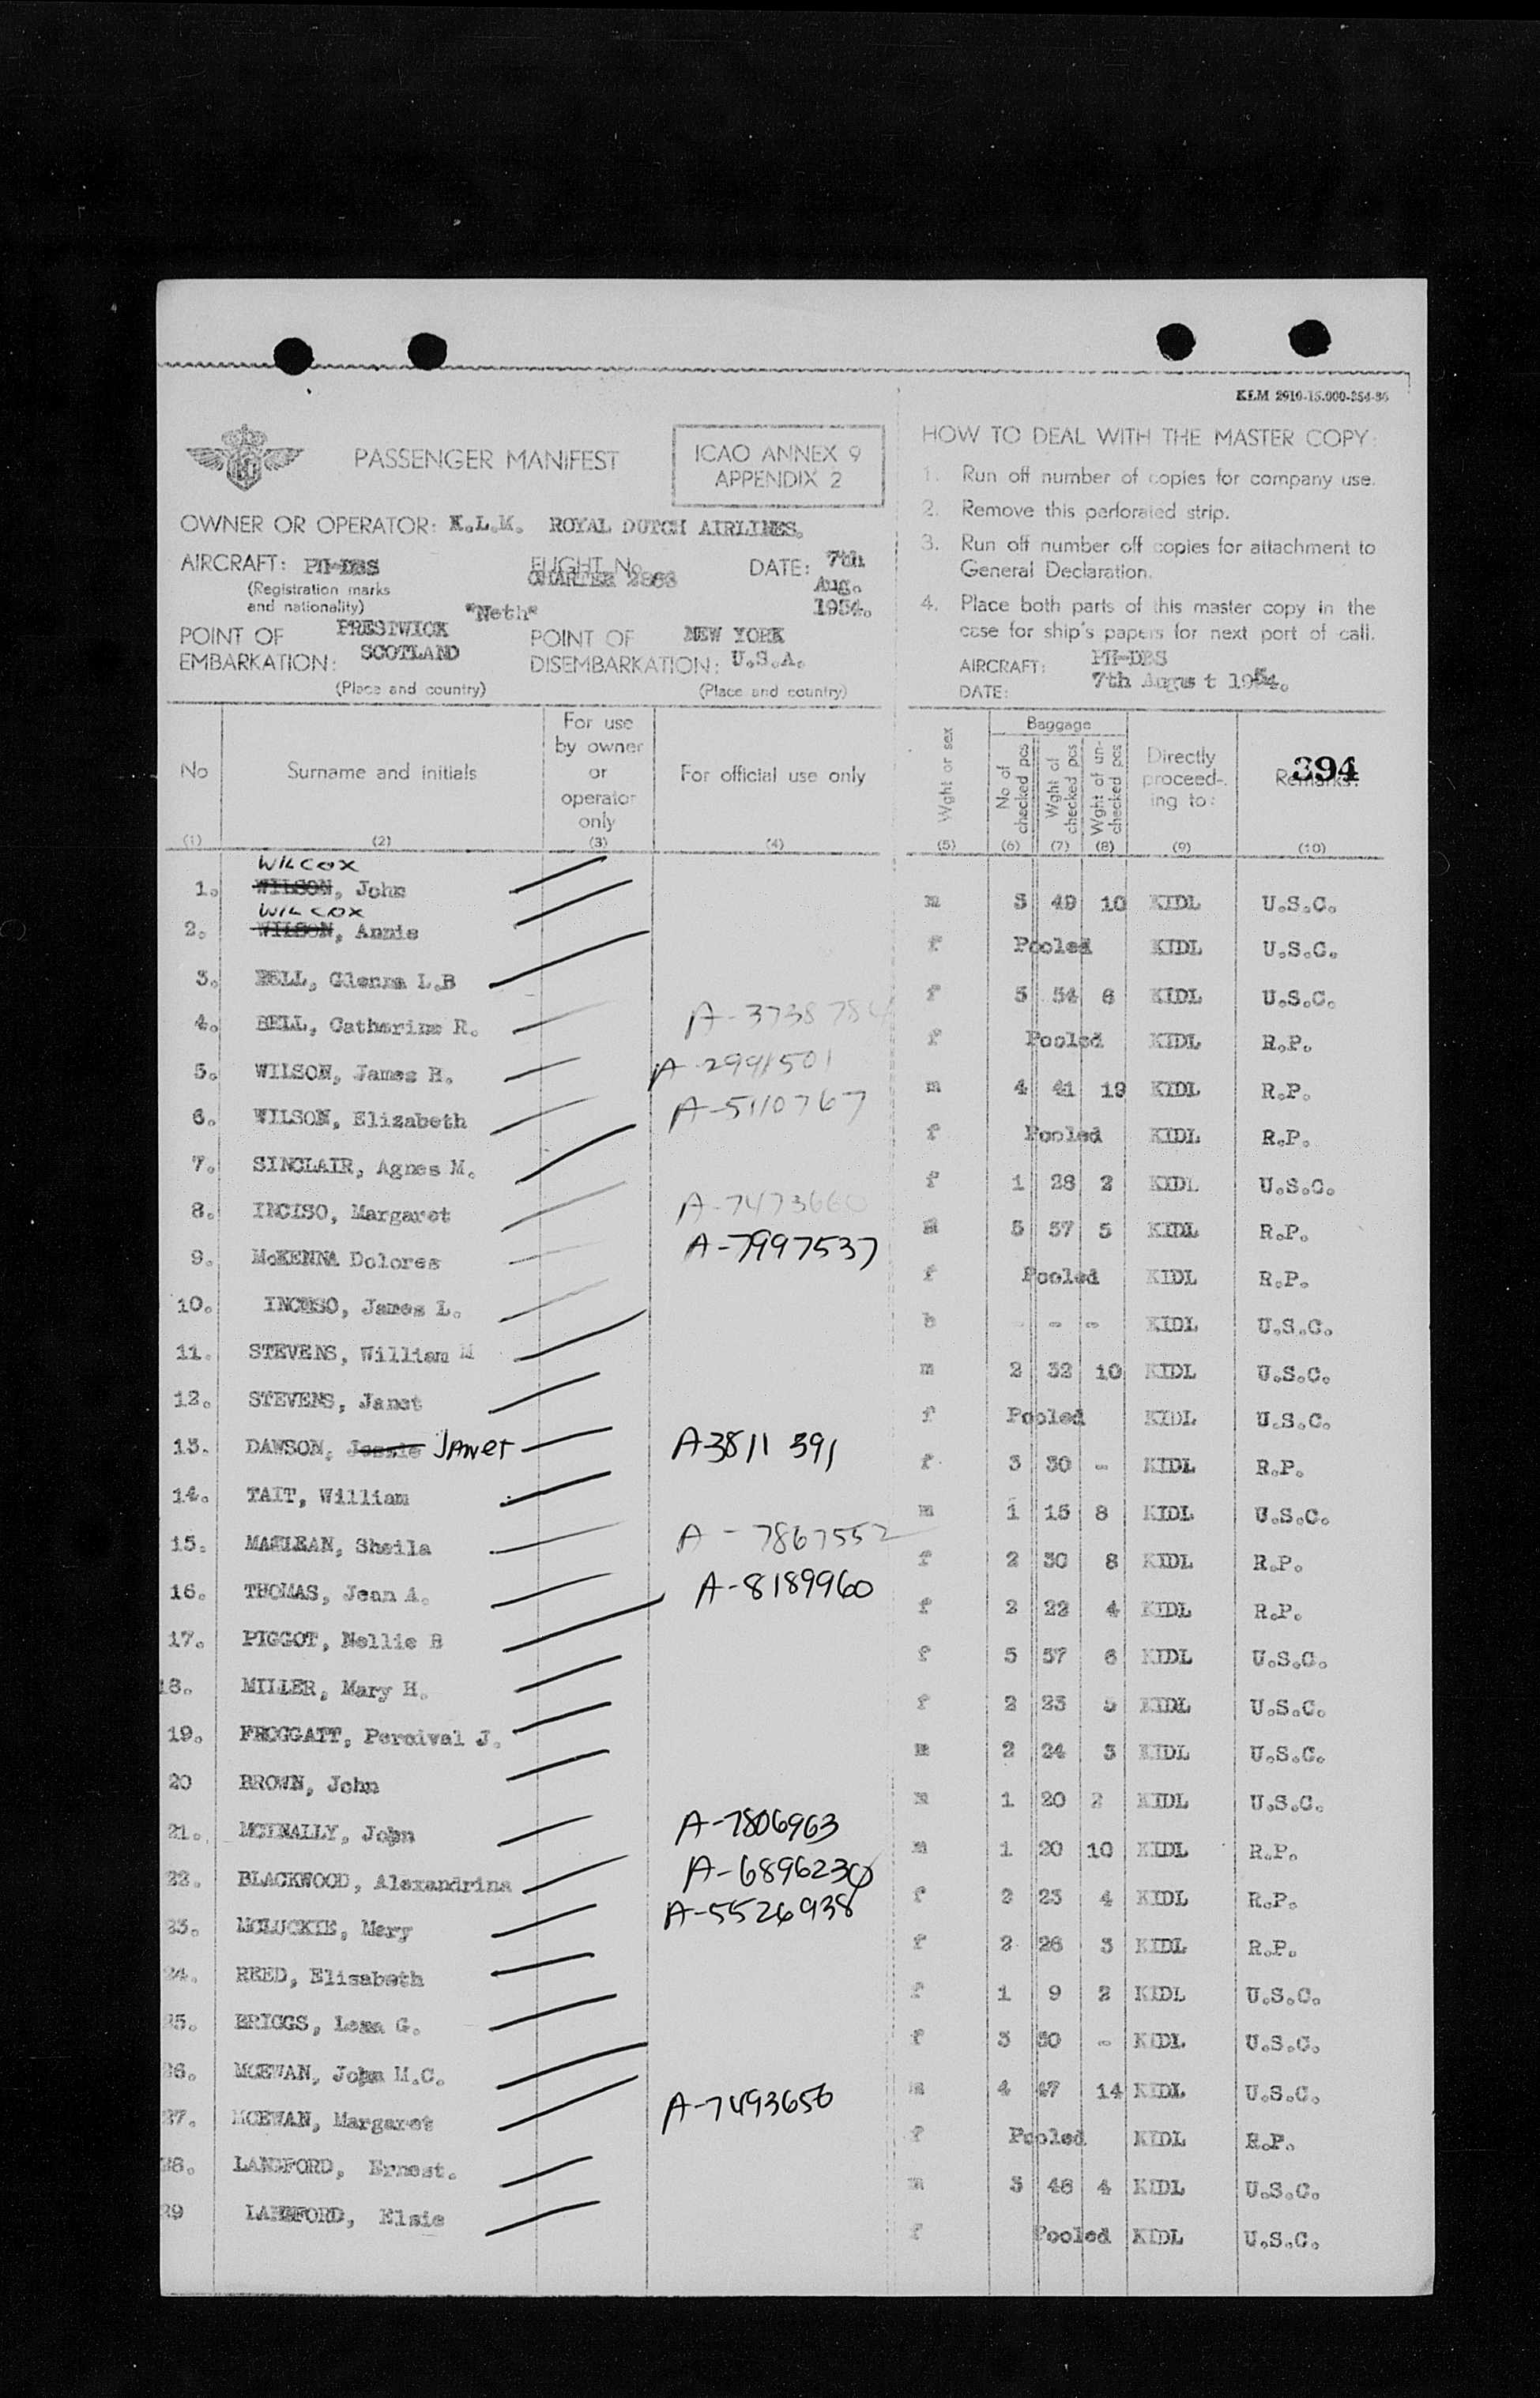 KLM 2910-15.000-354-86
PASSENGER MANIFEST
ICAO ANNEX 9
APPENDIX 2
OWNER OR OPERATOR: K.L.M. ROYAL DUTCH AIRLINES.
AIRCRAFT: PH-DBS
(Registration marks
and nationality)
"Neth"
FLIGHT No.
CHARTER 2863
DATE: 7th
Aug.
1954.
POINT OF EMBARKATION: PRESTWICK SCOTLAND
(Place and country)
POINT OF DISEMBARKATION: NEW YORK U.S.A.
(Place and country)
HOW TO DEAL WITH THE MASTER COPY:
1. Run off number of copies for company use.
2. Remove this perforated strip.
3. Run off number off copies for attachment to
General Declaration.
4. Place both parts of this master copy in the
case for ship's papers for next port of call.
AIRCRAFT: PH-DBS
DATE: 7th August 1954.
394
No (1)
Surname and initials (2)
For use by owner or operator only (3)
For official use only (4)
Wght or sex (5)
Baggage
No of checked pcs (6)
Wght of checked pcs (7)
Wght of un-checked pcs (8)
Directly proceed-ing to: (9)
Remarks: (10)
WILCOX
1. WILSON, John m 5 49 10 KIDL U.S.C.
WILCOX
2. WILSON, Annie f Pooled KIDL U.S.C.
3. BELL, Glenna L.B f 5 54 6 KIDL U.S.C.
4. BELL, Catherine R. A-3738784 f Pooled KIDL R.P.
5. WILSON, James R. A-2991501 m 4 41 19 KIDL R.P.
6. WILSON, Elizabeth A-5110767 f Pooled KIDL R.P.
7. SINCLAIR, Agnes M. f 1 28 2 KIDL U.S.C.
8. INCISO, Margaret A-7473660 m 5 57 5 KIDL R.P.
9. McKENNA Dolores A-7997537 f Pooled KIDL R.P.
10. INCISO, James L. b - - KIDL U.S.C.
11. STEVENS, William M m 2 32 10 KIDL U.S.C.
12. STEVENS, Janet f Pooled KIDL U.S.C.
13. DAWSON, Jessie JANET A3811 391 f 3 30 - KIDL R.P.
14. TAIT, William m 1 15 8 KIDL U.S.C.
15. MACLEAN, Sheila A-7867552 f 2 30 8 KIDL R.P.
16. THOMAS, Jean A. A-8189960 f 2 22 4 KIDL R.P.
17. PIGGOT, Nellie B f 5 57 6 KIDL U.S.C.
18. MILLER, Mary H. f 2 23 5 KIDL U.S.C.
19. FROGGATT, Percival J. m 2 24 3 KIDL U.S.C.
20 BROWN, John m 1 20 2 KIDL U.S.C.
21. MCINALLY, John A-7806963 m 1 20 10 KIDL R.P.
22. BLACKWOOD, Alexandrina A-6896234 f 2 23 4 KIDL R.P.
23. MCLUCKIE, Mary A-5526938 f 2 26 3 KIDL R.P.
24. REED, Elisabeth f 1 9 2 KIDL U.S.C.
25. BRIGGS, Lena G. f 3 30 - KIDL U.S.C.
26. MCEWAN, John M.C. m 4 47 14 KIDL U.S.C.
27. MCEWAN, Margaret A-7493656 f Pooled KIDL R.P.
28. LANGFORD, Ernest. m 3 46 4 KIDL U.S.C.
29 LANGFORD, Elsie f Pooled KIDL U.S.C.